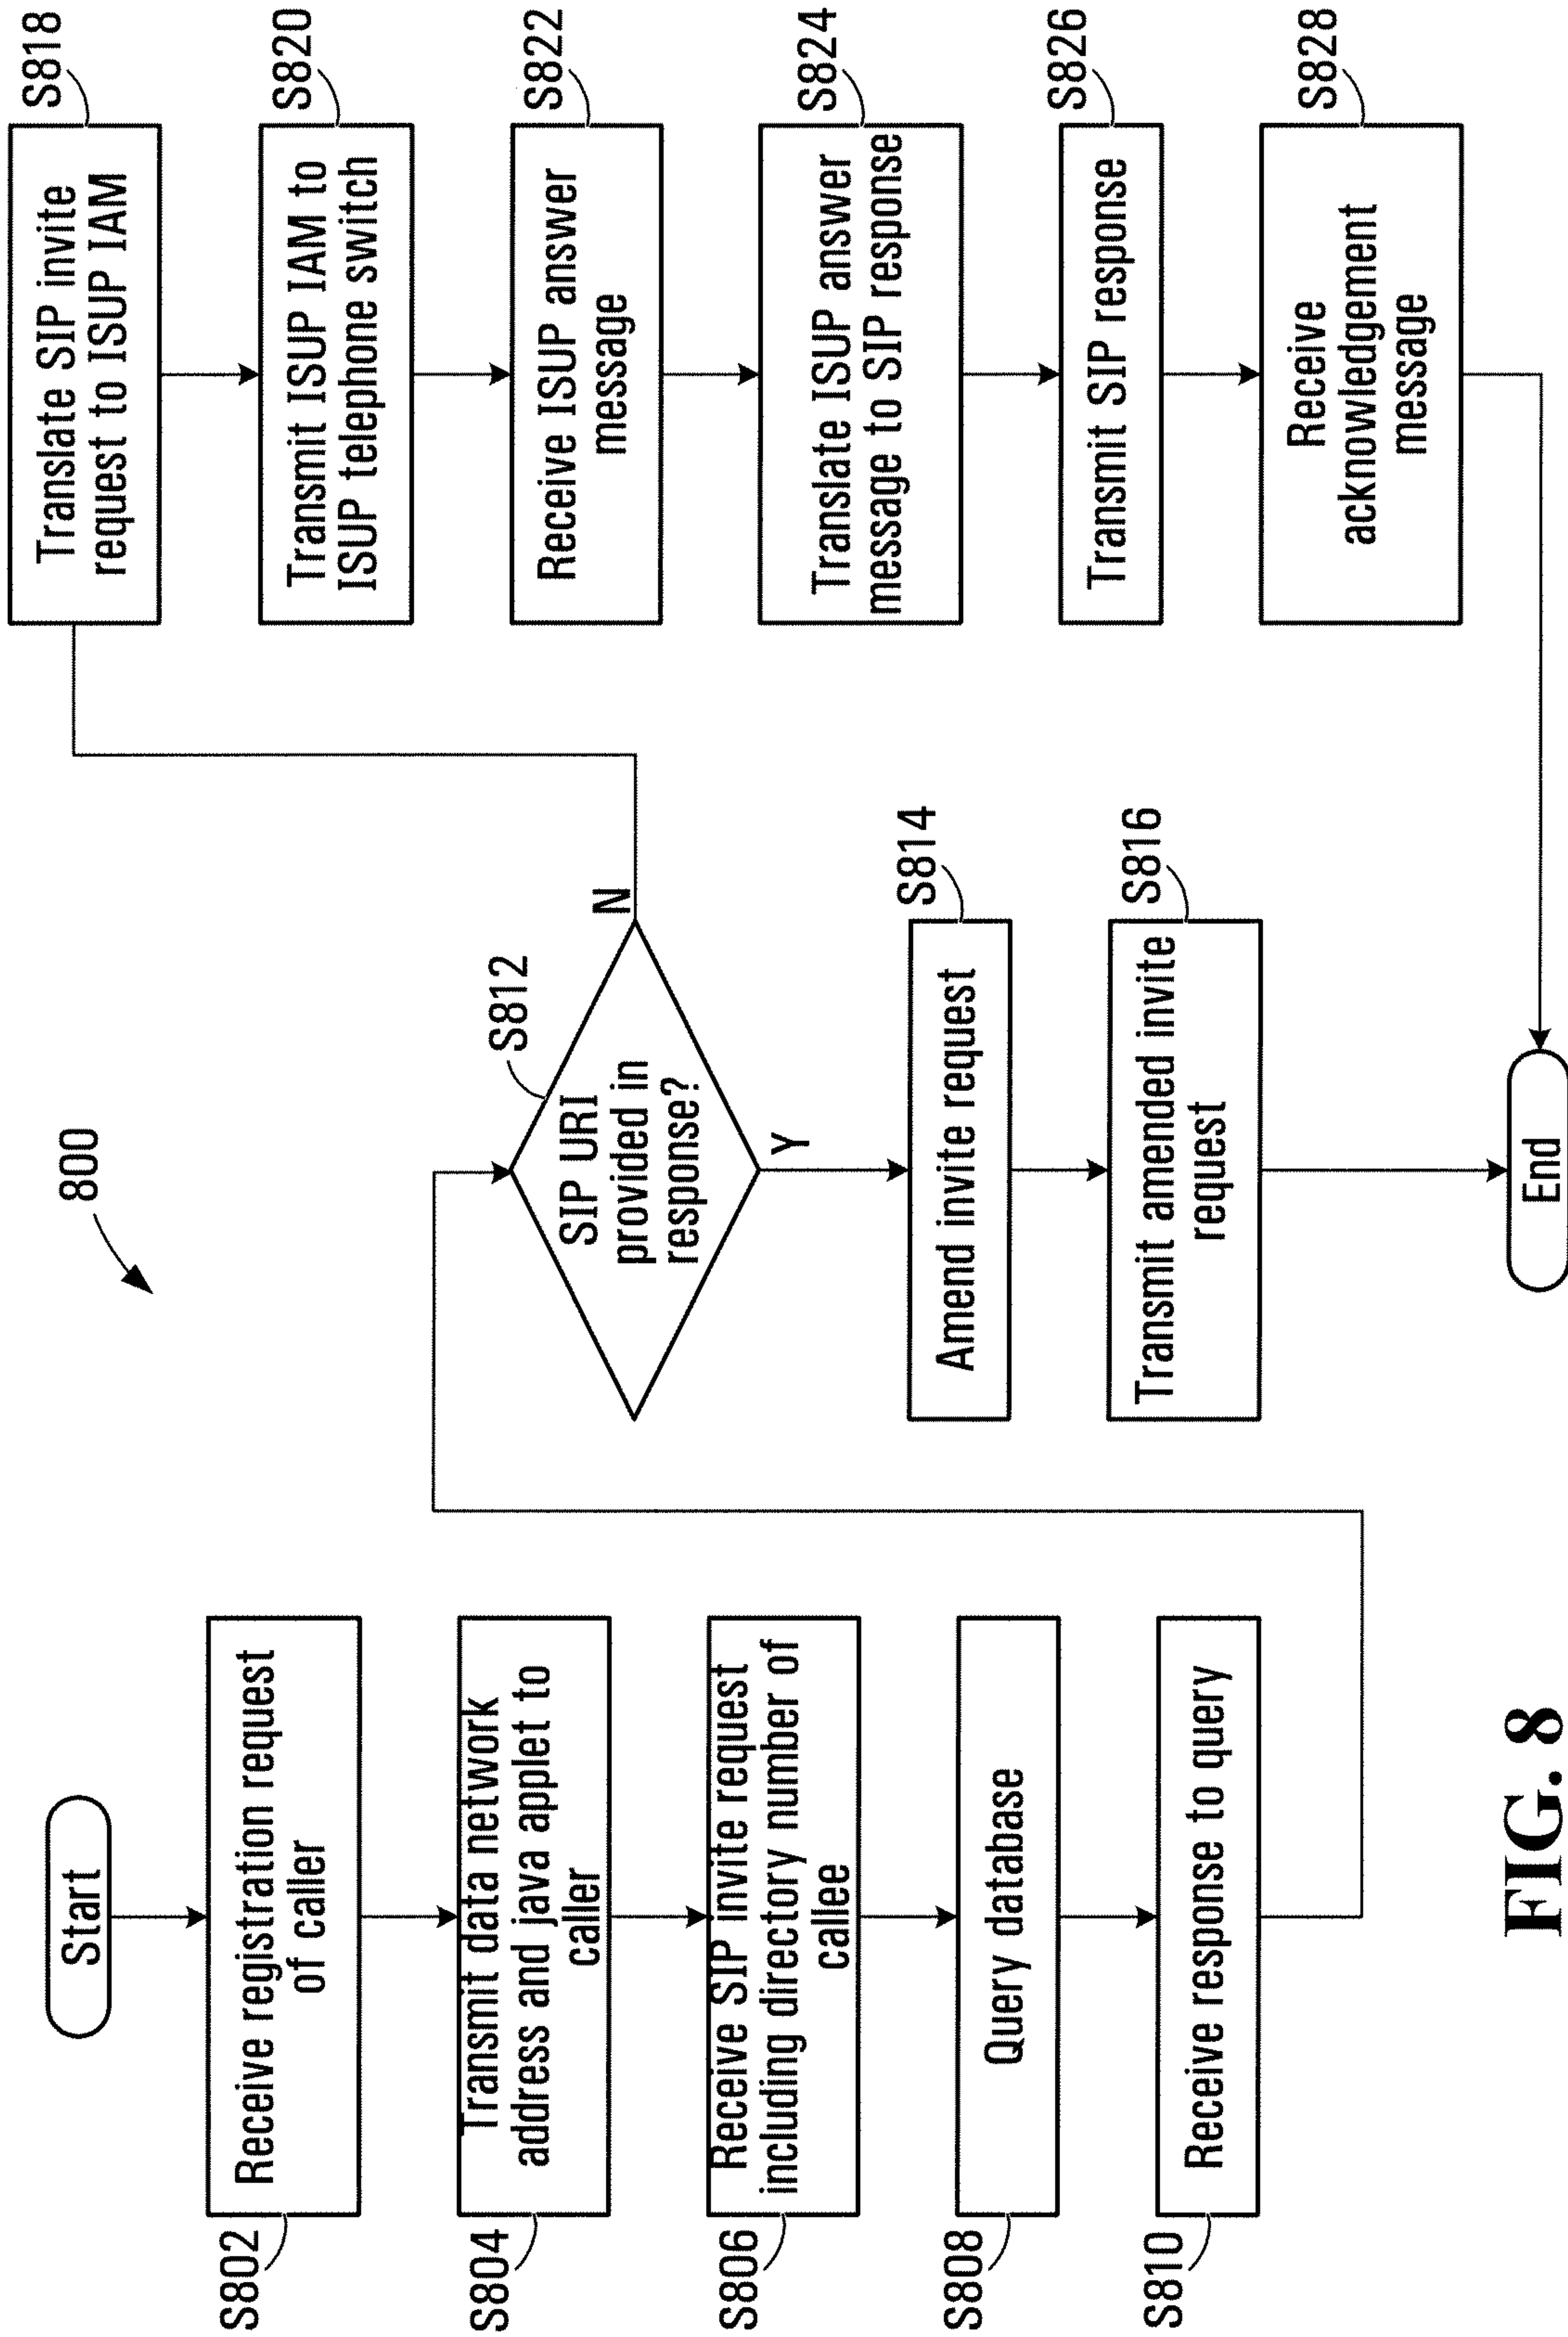 800
Start
S802
Receive registration request
of caller
S804
Transmit data network
address and java applet to
caller
S806
Receive SIP invite request
including directory number of
callee
S808
Query database
S810
Receive response to query
S812
SIP URI
provided in
response?
N
Y
S814
Amend invite request
S816
Transmit amended invite
request
S818
Translate SIP invite
request to ISUP IAM
S820
Transmit ISUP IAM to
ISUP telephone switch
S822
Receive ISUP answer
message
S824
Translate ISUP answer
message to SIP response
S826
Transmit SIP response
S828
Receive
acknowledgement
message
End
FIG. 8